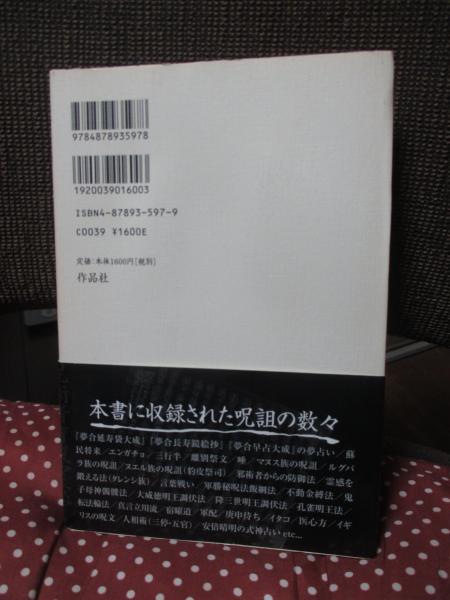 9784878935978
1920039016003
ISBN4-87893-597-9
C0039 ¥1600E
定価:本体1600円[税別]
作品社
本書に収録された呪詛の数々
『夢合延寿袋大成』『夢合長寿鏡絵抄』『夢合早占大成』の夢占い/蘇
民将来/エンガチョ/三行半/離別祭文/唾/マヌス族の呪詛/ルグバ
ラ族の呪詛/ヌエル族の呪詛(豹皮祭司)/邪術者からの防御法/霊感を
鍛える法(ダレンシ族)/言葉戦い/軍勝秘呪法飯綱法/不動金縛法/鬼
子母神髑髏法/大威徳明王調伏法/降三世明王調伏法/孔雀明王法/
転法輪法/真言立川流/宿曜道/軍配/庚申待ち/イタコ/医心方/イギ
リスの呪文/人相術(三停・五官)/安倍晴明の式神占い etc...